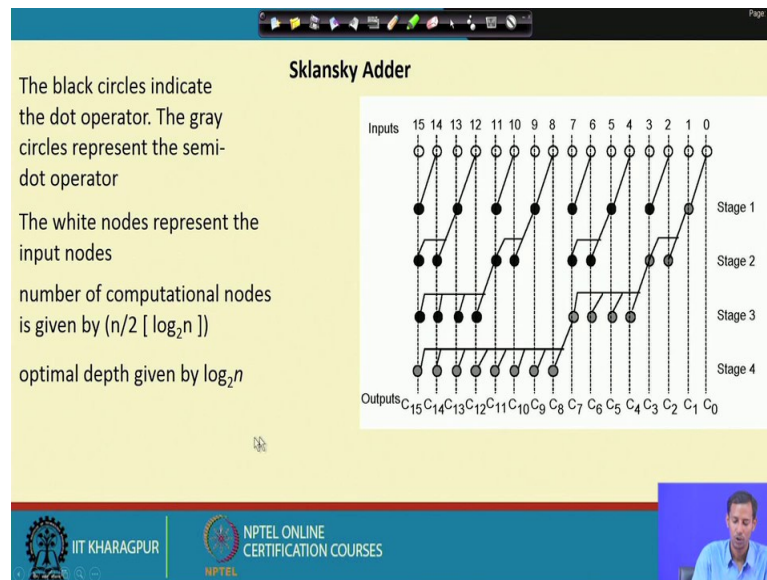 Page:
Sklansky Adder
The black circles indicate
the dot operator. The gray
circles represent the semi-
dot operator
The white nodes represent the
input nodes
number of computational nodes
is given by (n/2 [ log₂n ])
optimal depth given by log₂n
Inputs 15 14 13 12 11 10 9 8 7 6 5 4 3 2 1 0
Stage 1
Stage 2
Stage 3
Stage 4
Outputs C₁₅ C₁₄ C₁₃ C₁₂ C₁₁ C₁₀ C₉ C₈ C₇ C₆ C₅ C₄ C₃ C₂ C₁ C₀
IIT KHARAGPUR
NPTEL
NPTEL ONLINE
CERTIFICATION COURSES